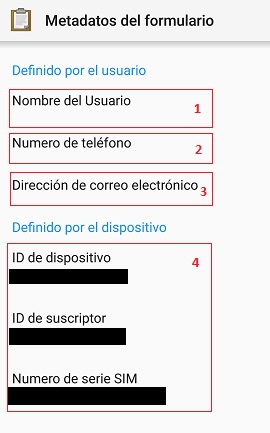 Metadatos del formulario
Definido por el usuario
Nombre del Usuario 1
Numero de teléfono 2
Dirección de correo electrónico 3
Definido por el dispositivo
ID de dispositivo 4
ID de suscriptor
Numero de serie SIM